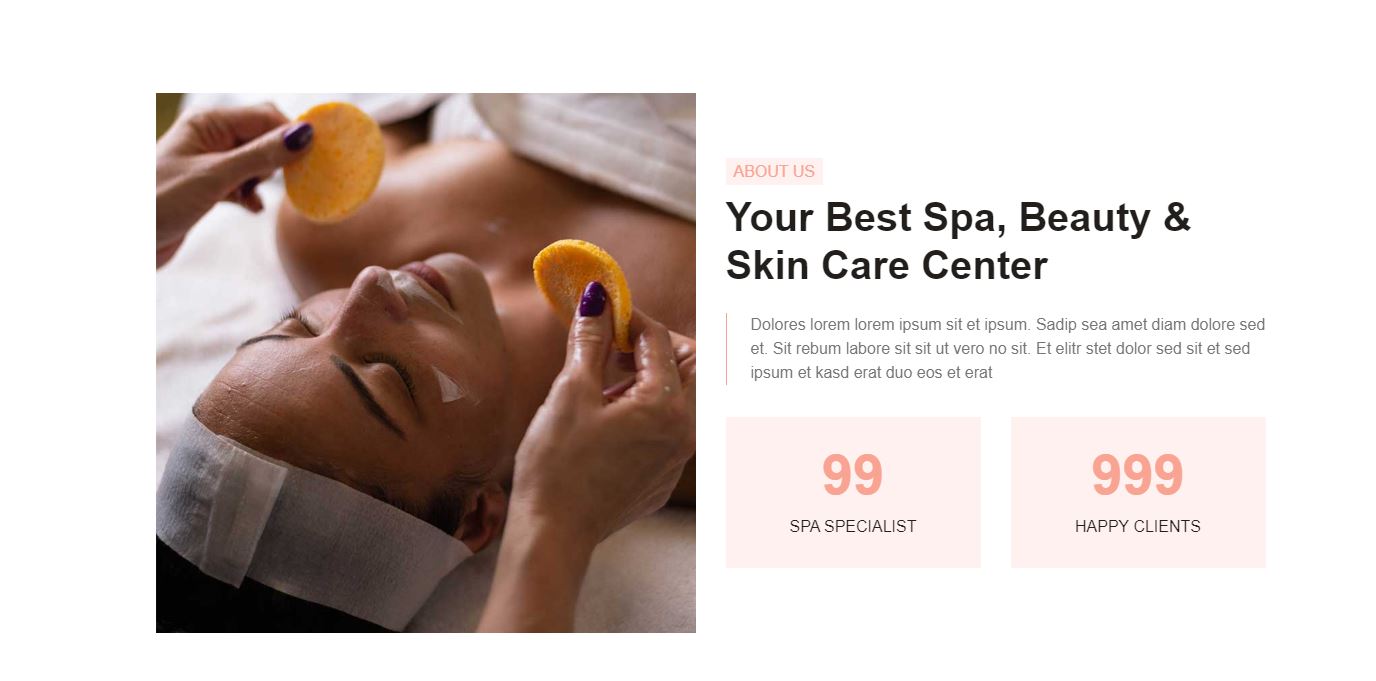 ABOUT US
Your Best Spa, Beauty &
Skin Care Center
Dolores lorem lorem ipsum sit et ipsum. Sadip sea amet diam dolore sed
et. Sit rebum labore sit sit ut vero no sit. Et elitr stet dolor sed sit et sed
ipsum et kasd erat duo eos et erat
99
SPA SPECIALIST
999
HAPPY CLIENTS